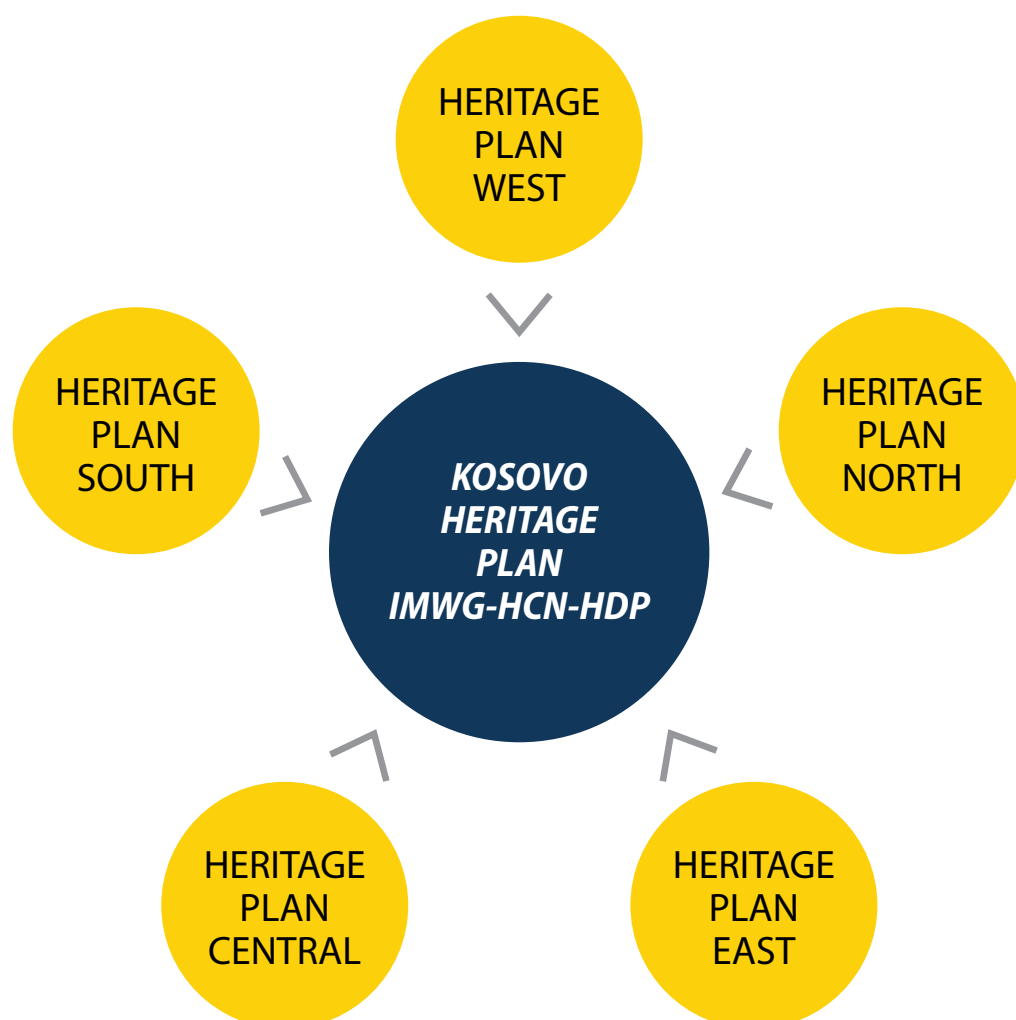 HERITAGE
PLAN
WEST
HERITAGE
PLAN
SOUTH
HERITAGE
PLAN
NORTH
KOSOVO
HERITAGE
PLAN
IMWG-HCN-HDP
HERITAGE
PLAN
CENTRAL
HERITAGE
PLAN
EAST